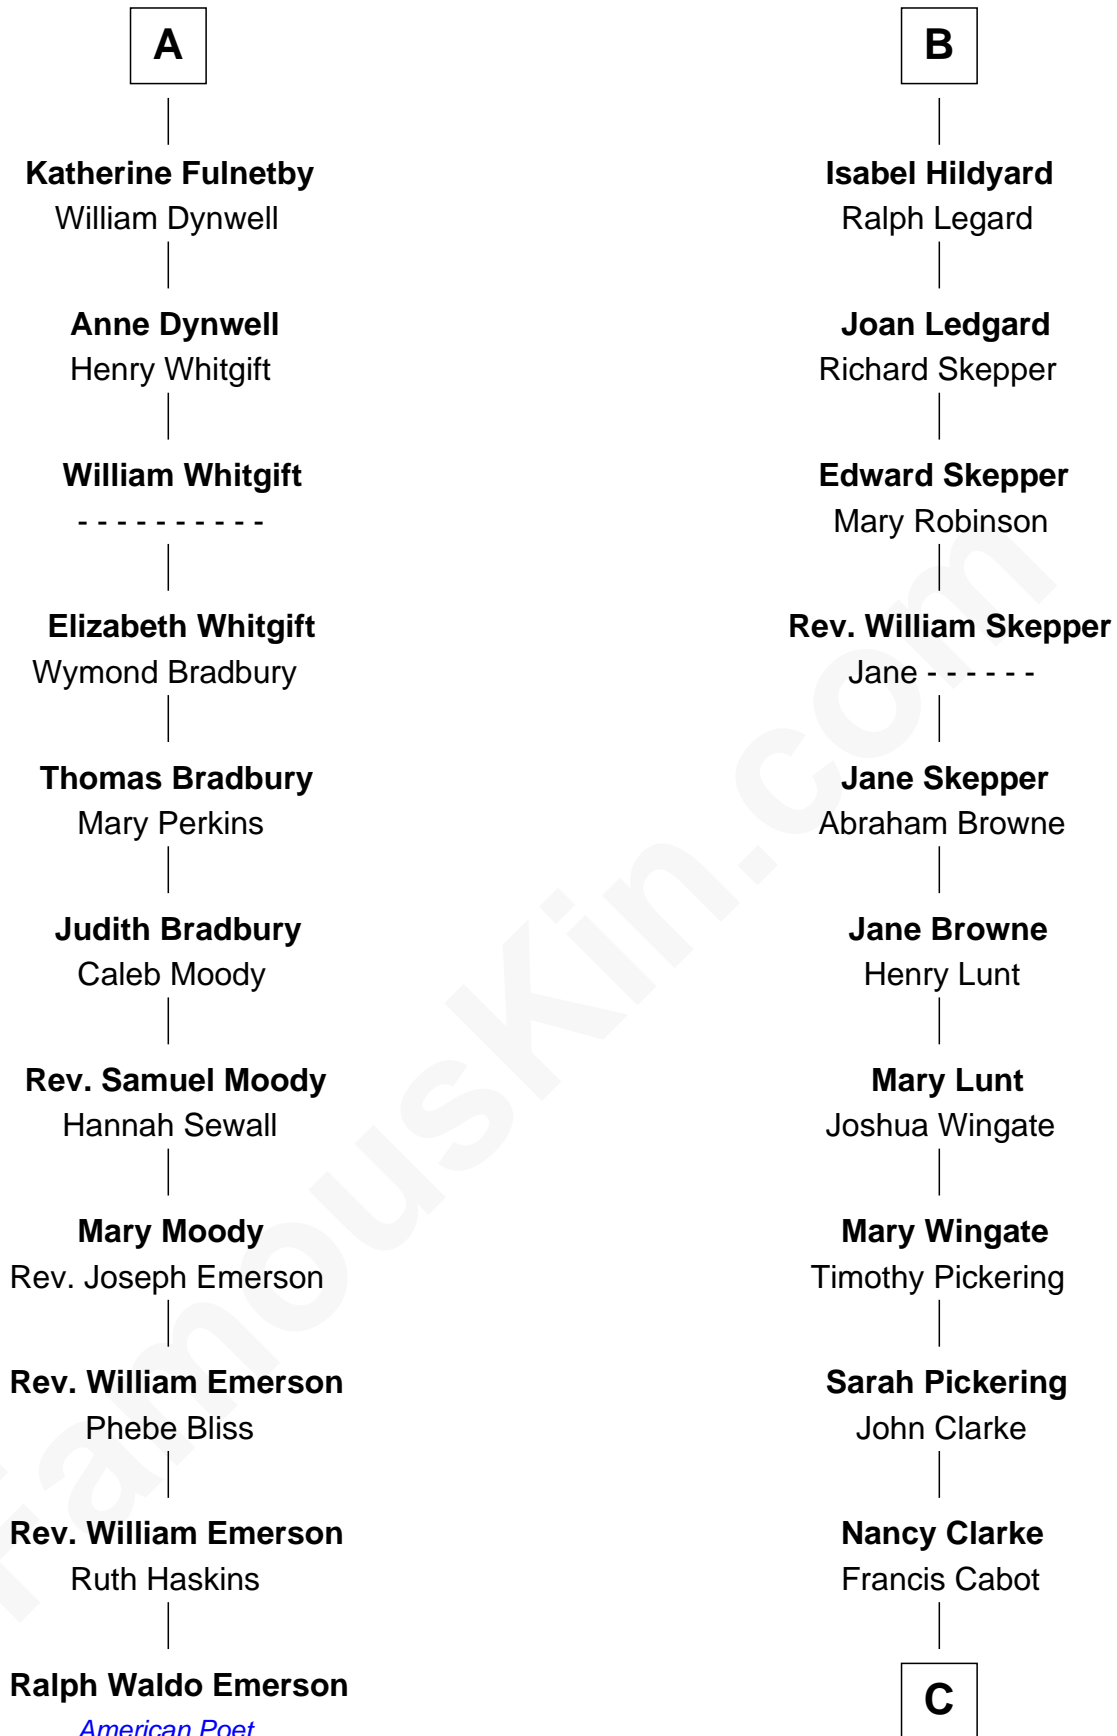 A
Katherine Fulnetby
William Dynwell
Anne Dynwell
Henry Whitgift
William Whitgift
- - - - - - - - - -
Elizabeth Whitgift
Wymond Bradbury
Thomas Bradbury
Mary Perkins
Judith Bradbury
Caleb Moody
Rev. Samuel Moody
Hannah Sewall
Mary Moody
Rev. Joseph Emerson
Rev. William Emerson
Phebe Bliss
Rev. William Emerson
Ruth Haskins
Ralph Waldo Emerson
American Poet
B
Isabel Hildyard
Ralph Legard
Joan Ledgard
Richard Skepper
Edward Skepper
Mary Robinson
Rev. William Skepper
Jane - - - - - -
Jane Skepper
Abraham Browne
Jane Browne
Henry Lunt
Mary Lunt
Joshua Wingate
Mary Wingate
Timothy Pickering
Sarah Pickering
John Clarke
Nancy Clarke
Francis Cabot
C
FamousKin.com